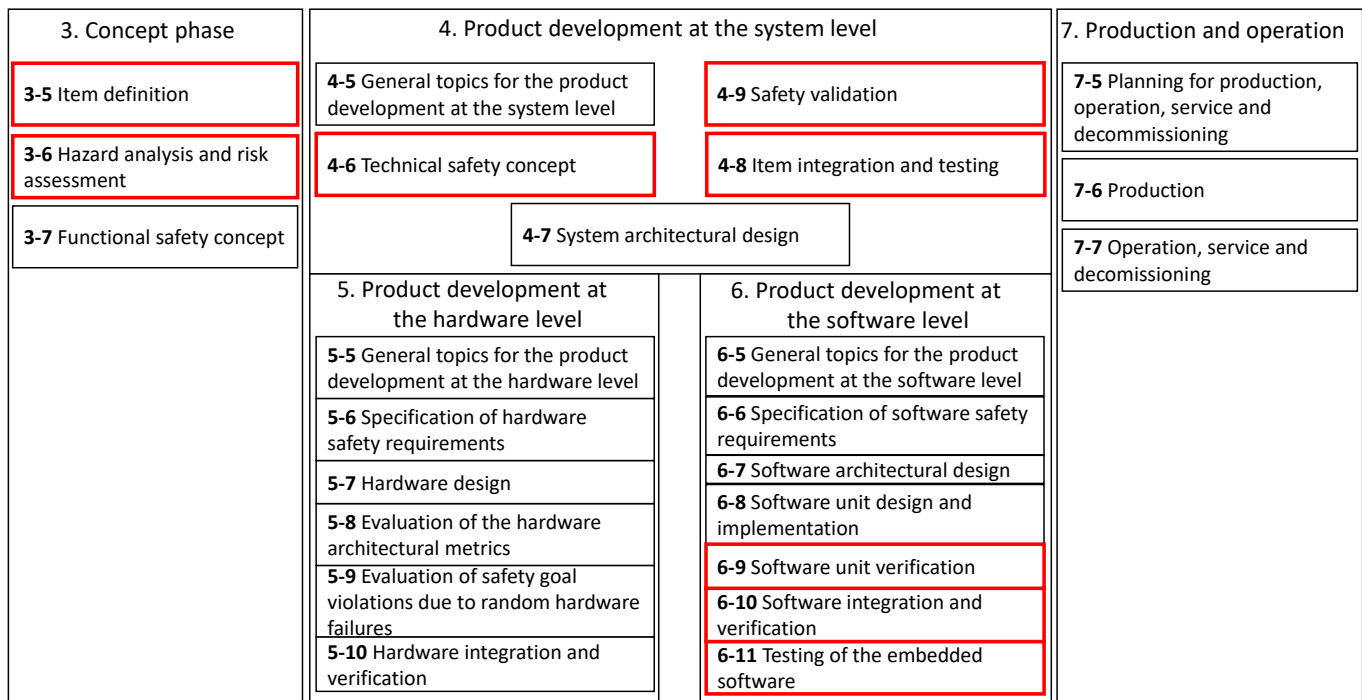 3. Concept phase
3-5 Item definition
3-6 Hazard analysis and risk
assessment
3-7 Functional safety concept
4. Product development at the system level
4-5 General topics for the product
development at the system level
4-6 Technical safety concept
4-9 Safety validation
4-8 Item integration and testing
4-7 System architectural design
5. Product development at
the hardware level
5-5 General topics for the product
development at the hardware level
5-6 Specification of hardware
safety requirements
5-7 Hardware design
5-8 Evaluation of the hardware
architectural metrics
5-9 Evaluation of safety goal
violations due to random hardware
failures
5-10 Hardware integration and
verification
6. Product development at
the software level
6-5 General topics for the product
development at the software level
6-6 Specification of software safety
requirements
6-7 Software architectural design
6-8 Software unit design and
implementation
6-9 Software unit verification
6-10 Software integration and
verification
6-11 Testing of the embedded
software
7. Production and operation
7-5 Planning for production,
operation, service and
decommissioning
7-6 Production
7-7 Operation, service and
decomissioning